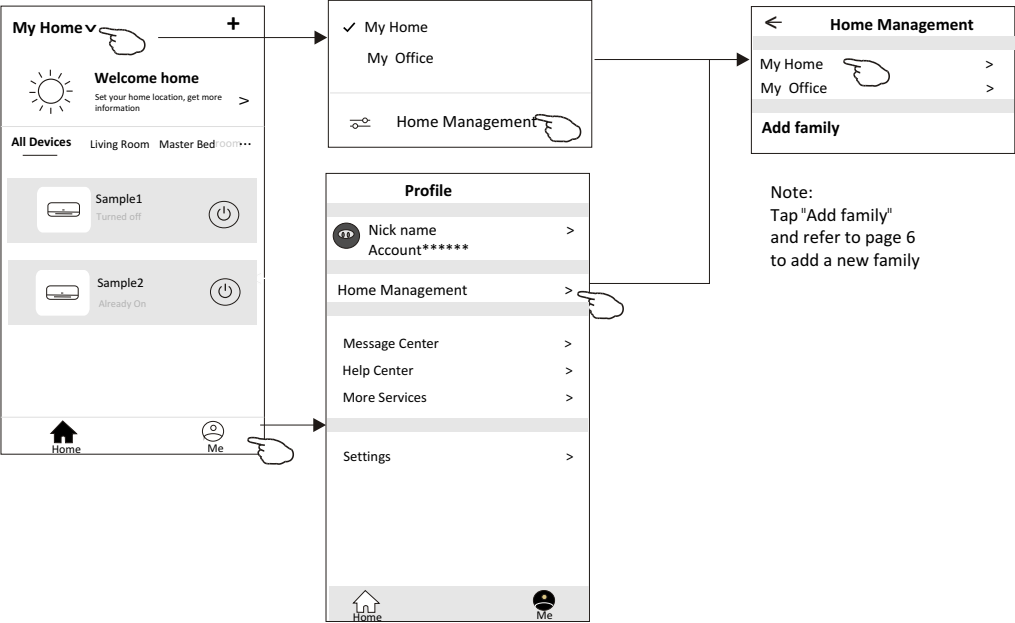 My Home
+
Welcome home
Set your home location, get more
information
>
All Devices Living Room Master Bedroom ...
Sample1
Turned off
Sample2
Already On
Home
Me
✓ My Home
My Office
Home Management
Profile
Nick name >
Account******
Home Management >
Message Center >
Help Center >
More Services >
Settings >
Home
Me
Home Management
My Home >
My Office >
Add family
Note:
Tap "Add family"
and refer to page 6
to add a new family